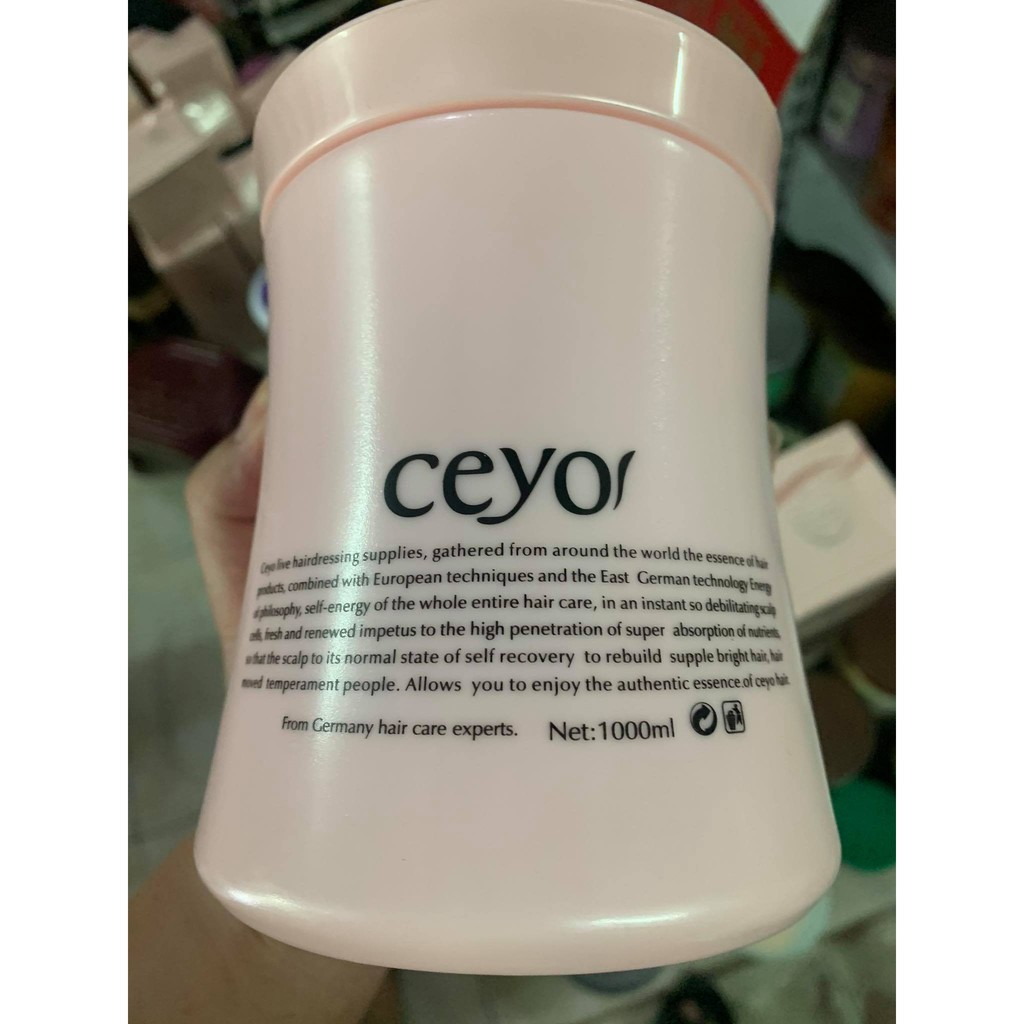 ceyor
Ceyo live hairdressing supplies, gathered from around the world the essence of hair
products, combined with European techniques and the East German technology Energy
of philosophy, self-energy of the whole entire hair care, in an instant so debilitating scalp
cells, fresh and renewed impetus to the high penetration of super absorption of nutrients,
so that the scalp to its normal state of self recovery to rebuild supple bright hair, hair
moved temperament people. Allows you to enjoy the authentic essence.of ceyo hair.
From Germany hair care experts. Net:1000ml